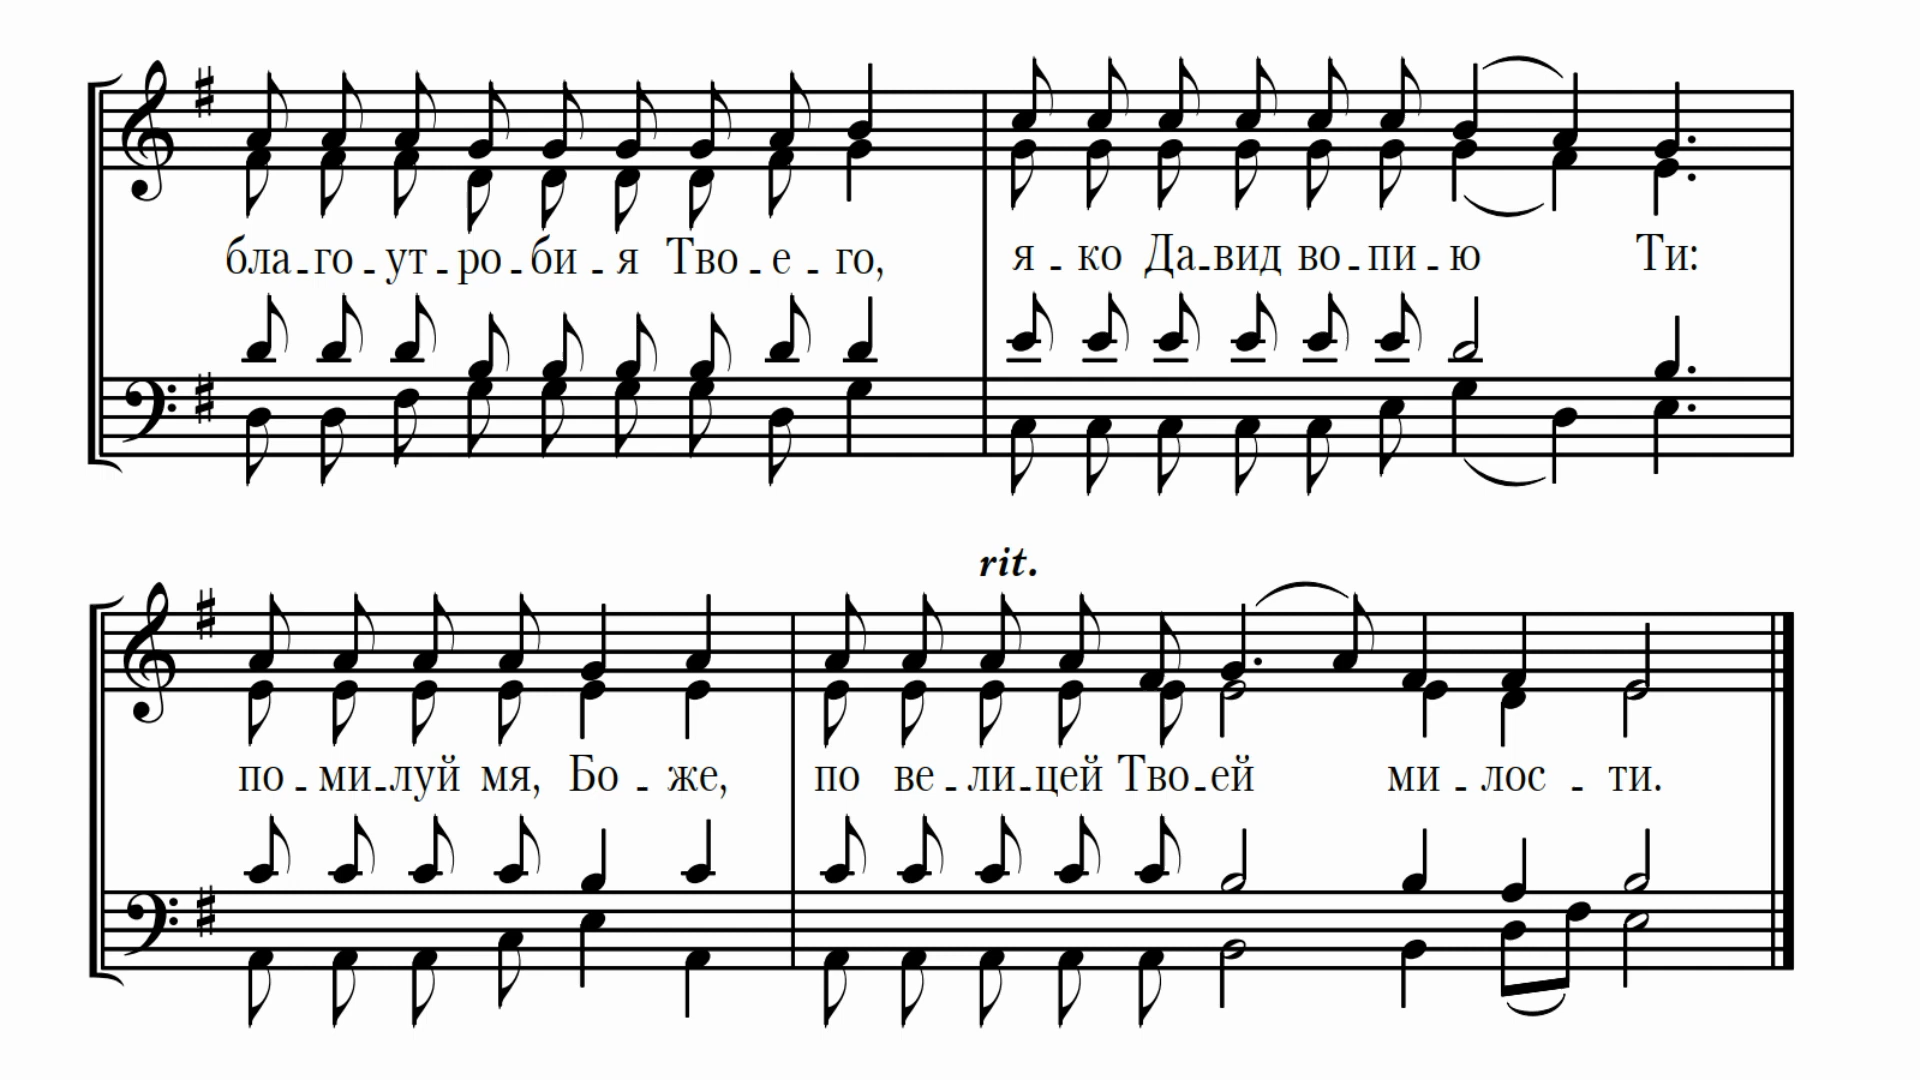 бла-го-ут-ро-би-я Тво-е-го, я-ко Да-вид во-пи-ю Ти:
rit.
по-ми-луй мя, Бо-же, по ве-ли-цей Тво-ей ми-лос-ти.